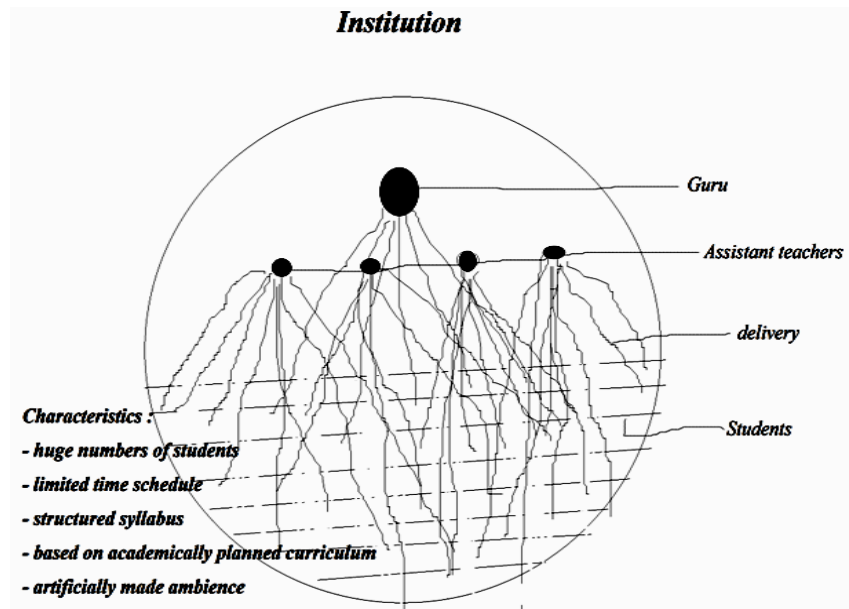 Institution
Guru
Assistant teachers
delivery
Students
Characteristics :
- huge numbers of students
- limited time schedule
- structured syllabus
- based on academically planned curriculum
- artificially made ambience